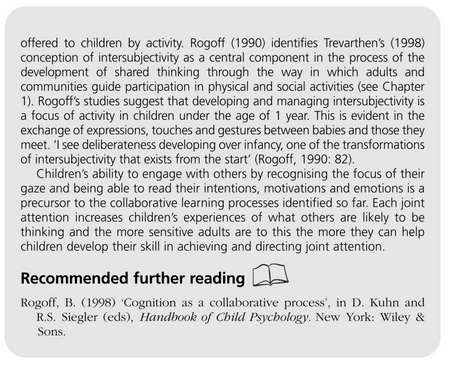 offered to children by activity. Rogoff (1990) identifies Trevarthen's (1998)
conception of intersubjectivity as a central component in the process of the
development of shared thinking through the way in which adults and
communities guide participation in physical and social activities (see Chapter
1). Rogoff's studies suggest that developing and managing intersubjectivity is
a focus of activity in children under the age of 1 year. This is evident in the
exchange of expressions, touches and gestures between babies and those they
meet. 'I see deliberateness developing over infancy, one of the transformations
of intersubjectivity that exists from the start' (Rogoff, 1990: 82).
Children's ability to engage with others by recognising the focus of their
gaze and being able to read their intentions, motivations and emotions is a
precursor to the collaborative learning processes identified so far. Each joint
attention increases children's experiences of what others are likely to be
thinking and the more sensitive adults are to this the more they can help
children develop their skill in achieving and directing joint attention.
Recommended further reading
Rogoff, B. (1998) 'Cognition as a collaborative process', in D. Kuhn and
R.S. Siegler (eds), Handbook of Child Psychology. New York: Wiley &
Sons.